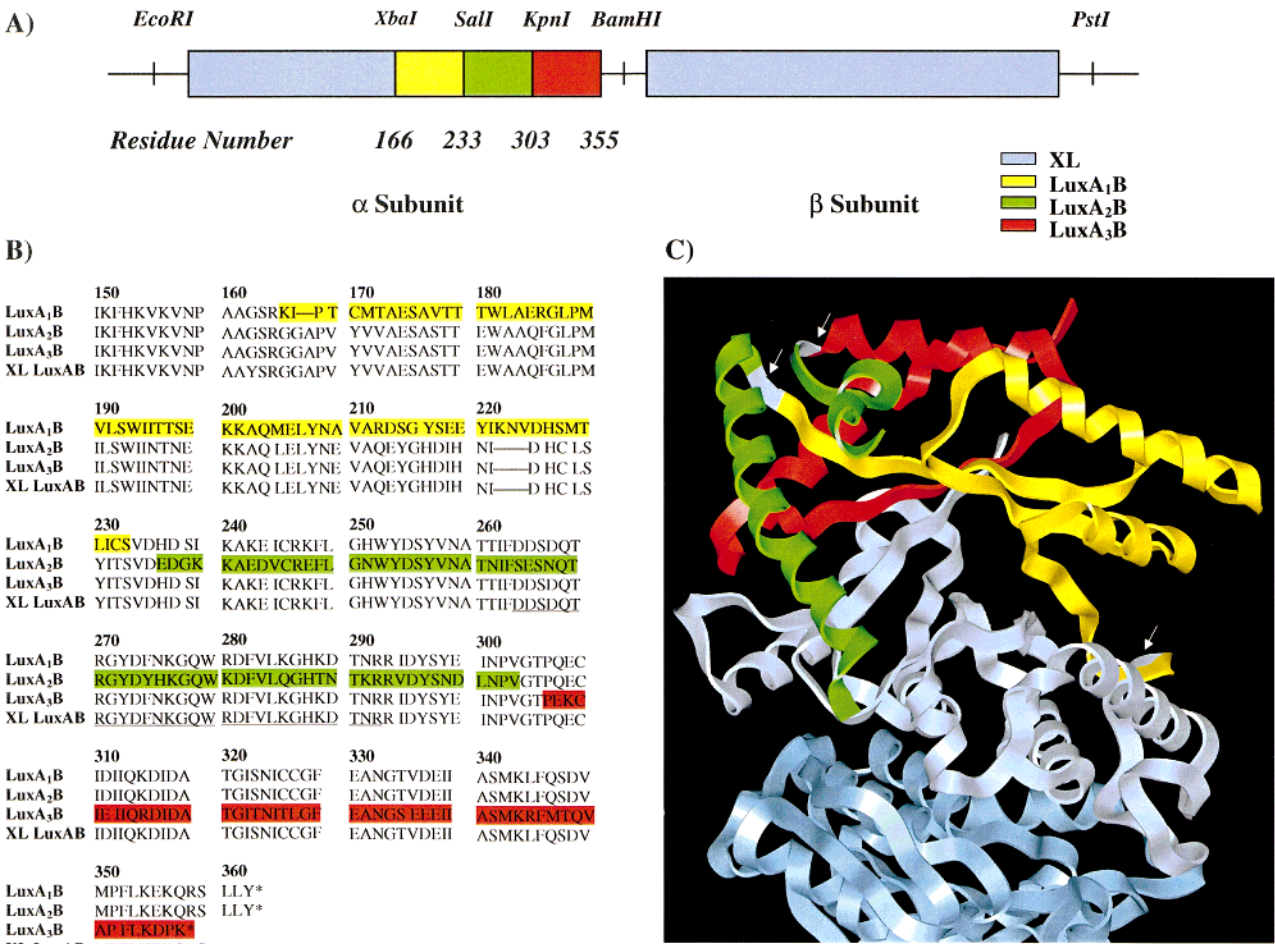 A)
EcoRI XbaI SalI KpnI BamHI PstI
Residue Number 166 233 303 355
α Subunit β Subunit
XL
LuxA₁B
LuxA₂B
LuxA₃B
B)
150 160 170 180
LuxA₁B IKFHKVKVNP AAGSRKI—P T CMTAESAVTT TWLAERGLPM
LuxA₂B IKFHKVKVNP AAGSRGGAPV YVVAESASTT EWAAQFGLPM
LuxA₃B IKFHKVKVNP AAGSRGGAPV YVVAESASTT EWAAQFGLPM
XL LuxAB IKFHKVKVNP AAYSRGGAPV YVVAESASTT EWAAQFGLPM
190 200 210 220
LuxA₁B VLSWIITTSE KKAQMELYNA VARDSG YSEE YIKNVDHSMT
LuxA₂B ILSWIINTNE KKAQ LELYNE VAQEYGHDIH NI——D HC LS
LuxA₃B ILSWIINTNE KKAQ LELYNE VAQEYGHDIH NI——D HC LS
XL LuxAB ILSWIINTNE KKAQ LELYNE VAQEYGHDIH NI——D HC LS
230 240 250 260
LuxA₁B LICSVDHD SI KAKE ICRKFL GHWYDSYVNA TTIFDDSDQT
LuxA₂B YITSVDEDGK KAEDVCREFL GNWYDSYVNA TNIFSESNQT
LuxA₃B YITSVDHD SI KAKE ICRKFL GHWYDSYVNA TTIFDDSDQT
XL LuxAB YITSVDHD SI KAKE ICRKFL GHWYDSYVNA TTIFDDSDQT
270 280 290 300
LuxA₁B RGYDFNKGQW RDFVLKGHKD TNRR IDYSYE INPVGTPQEC
LuxA₂B RGYDYHKGQW KDFVLQGHTN TKRRVDYSND LNPVGTPQEC
LuxA₃B RGYDFNKGQW RDFVLKGHKD TNRR IDYSYE INPVGTPEKC
XL LuxAB RGYDFNKGQW RDFVLKGHKD TNRR IDYSYE INPVGTPQEC
310 320 330 340
LuxA₁B IDIIQKDIDA TGISNICCGF EANGTVDEII ASMKLFQSDV
LuxA₂B IDIIQKDIDA TGISNICCGF EANGTVDEII ASMKLFQSDV
LuxA₃B IEIIQRDIDA TGITNITLGF EANGS EEEII ASMKRFMTQV
XL LuxAB IDIIQKDIDA TGISNICCGF EANGTVDEII ASMKLFQSDV
350 360
LuxA₁B MPFLKEKQRS LLY*
LuxA₂B MPFLKEKQRS LLY*
LuxA₃B AP FLKDPK*
C)